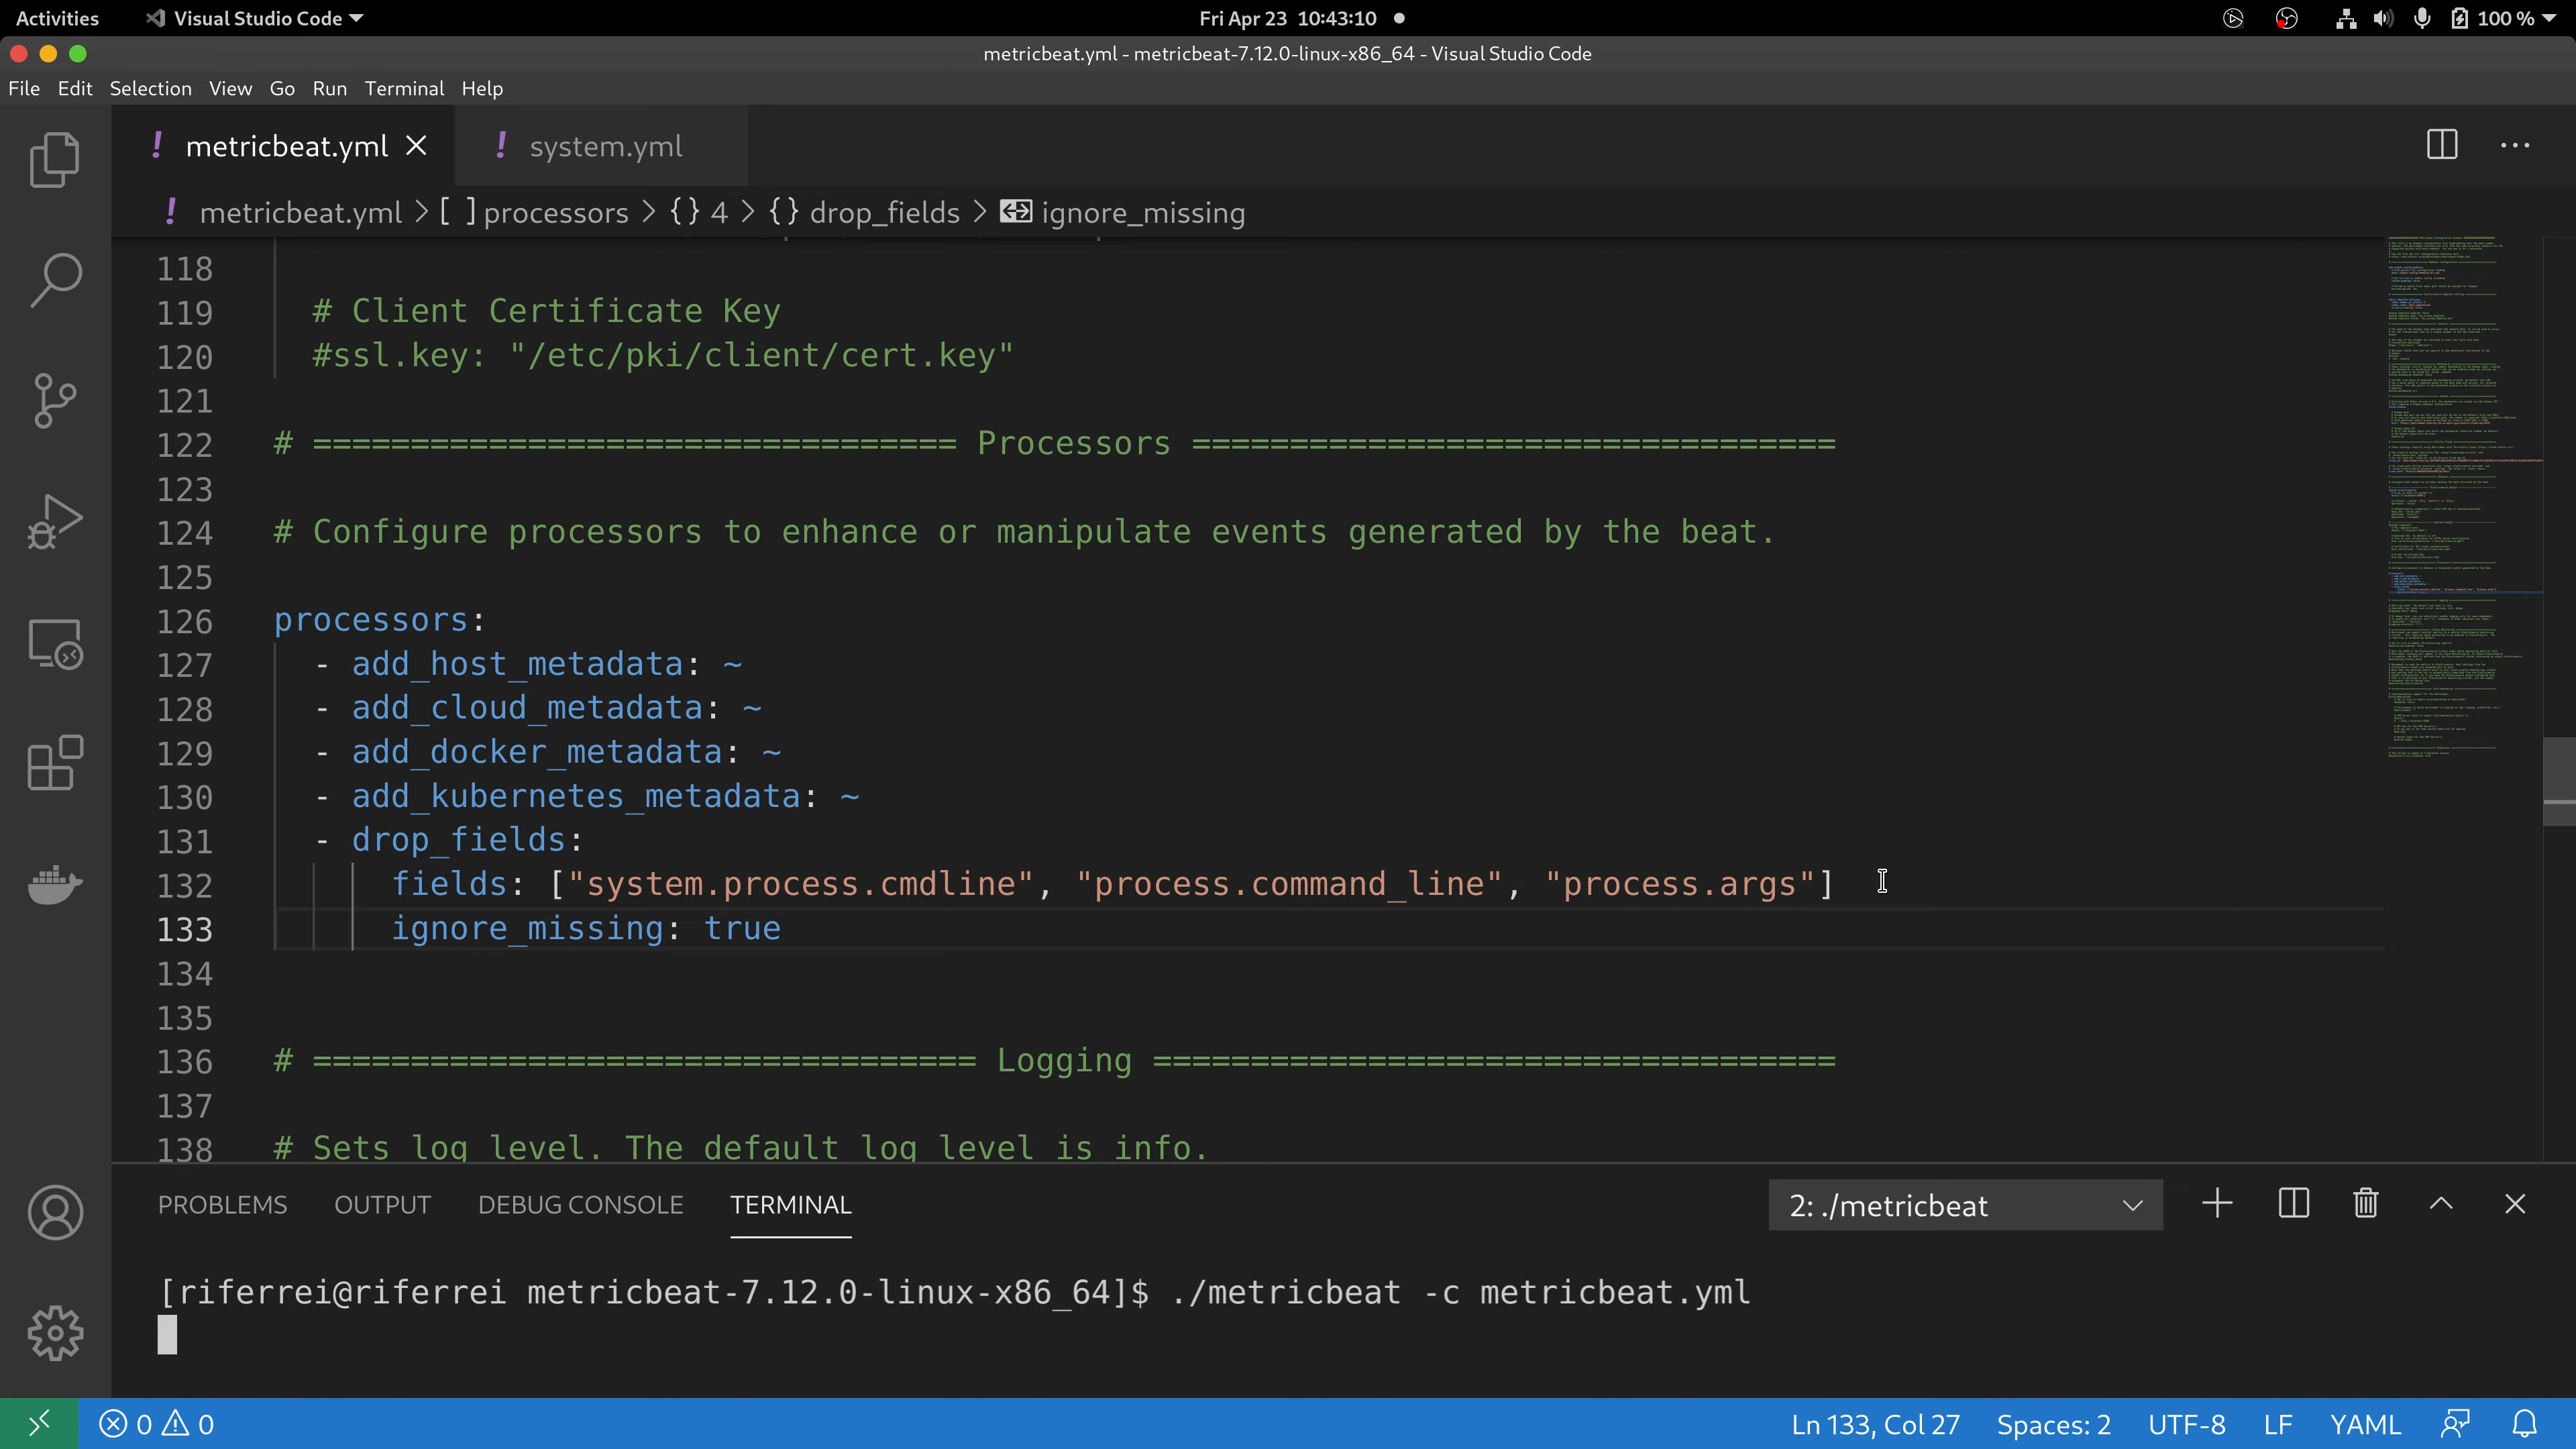 Activities Visual Studio Code Fri Apr 23 10:43:10 100 %
metricbeat.yml - metricbeat-7.12.0-linux-x86_64 - Visual Studio Code
File Edit Selection View Go Run Terminal Help
! metricbeat.yml ! system.yml
! metricbeat.yml > [ ] processors > {} 4 > {} drop_fields > ignore_missing
118
119 # Client Certificate Key
120 #ssl.key: "/etc/pki/client/cert.key"
121
122 # ================================= Processors =================================
123
124 # Configure processors to enhance or manipulate events generated by the beat.
125
126 processors:
127 - add_host_metadata: ~
128 - add_cloud_metadata: ~
129 - add_docker_metadata: ~
130 - add_kubernetes_metadata: ~
131 - drop_fields:
132 fields: ["system.process.cmdline", "process.command_line", "process.args"]
133 ignore_missing: true
134
135
136 # ================================== Logging ===================================
137
138 # Sets log level. The default log level is info.
PROBLEMS OUTPUT DEBUG CONSOLE TERMINAL 2: ./metricbeat
[riferrei@riferrei metricbeat-7.12.0-linux-x86_64]$ ./metricbeat -c metricbeat.yml
0 0 Ln 133, Col 27 Spaces: 2 UTF-8 LF YAML